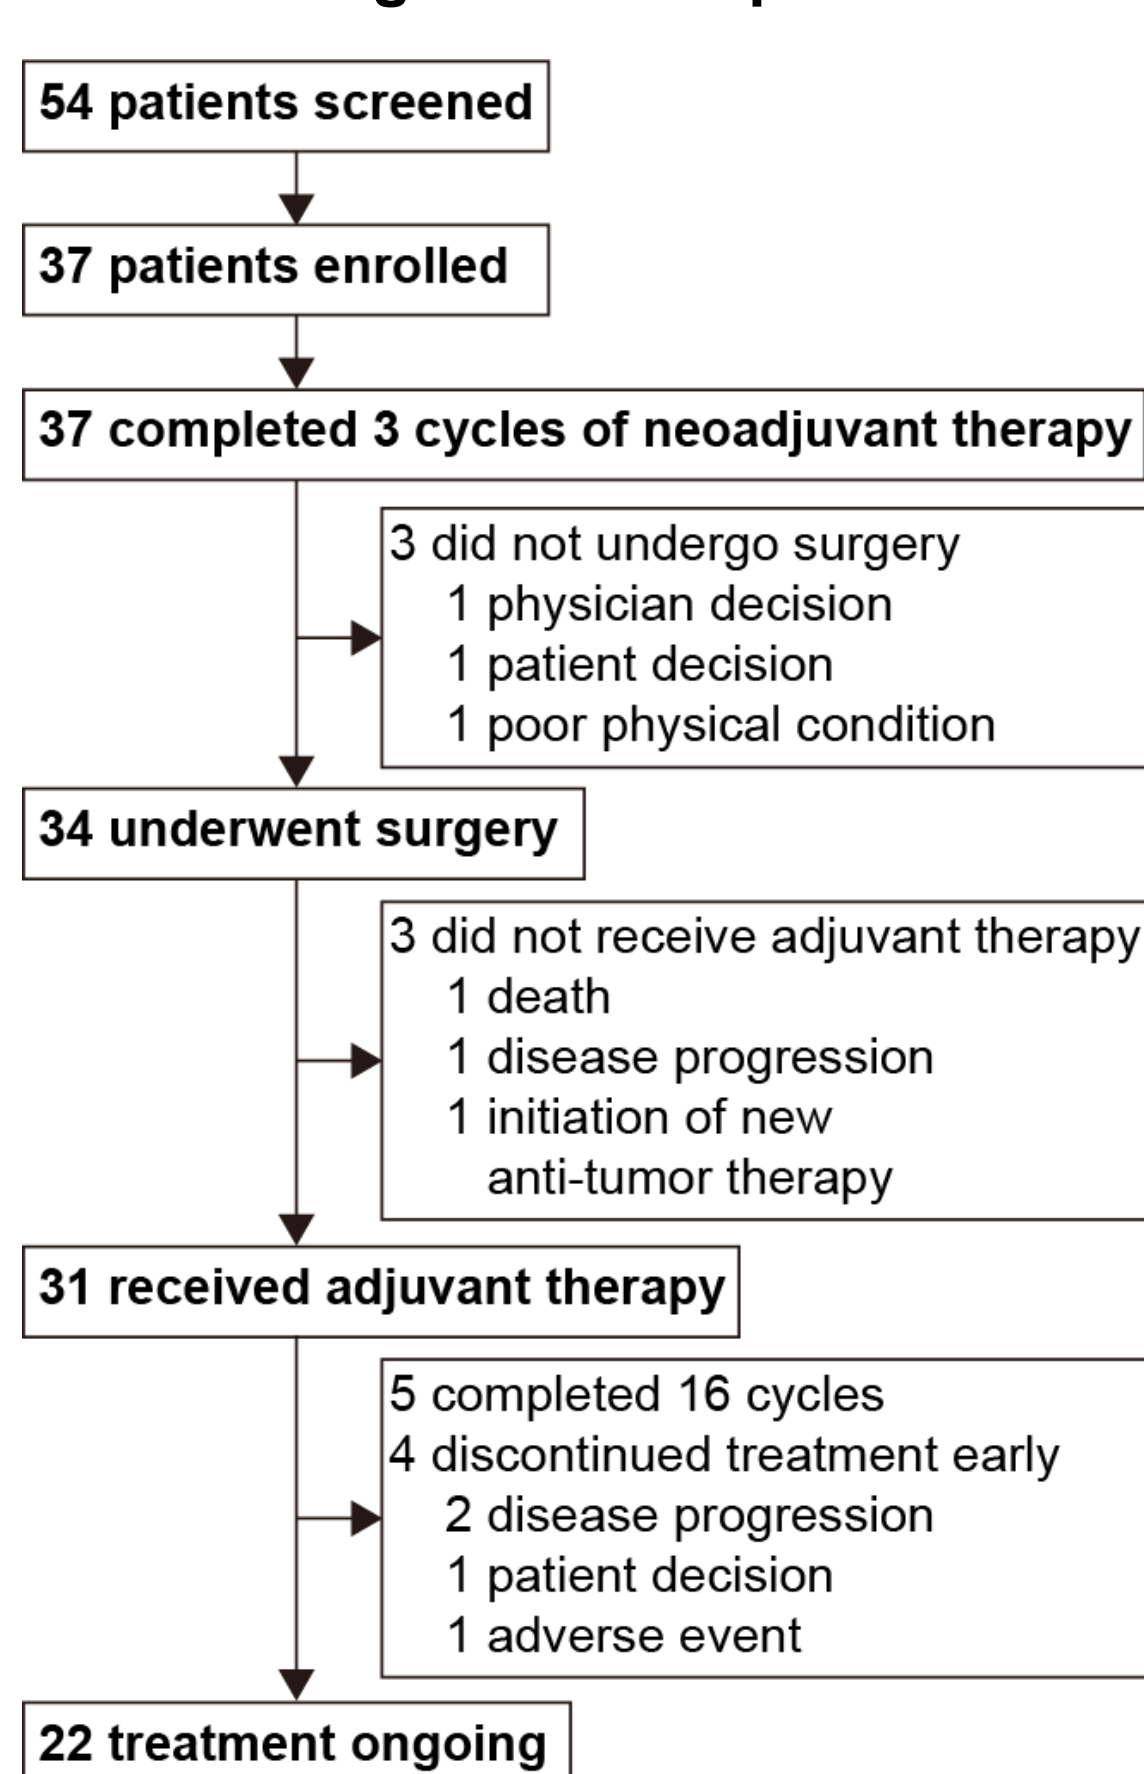 54 patients screened
37 patients enrolled
37 completed 3 cycles of neoadjuvant therapy
3 did not undergo surgery
1 physician decision
1 patient decision
1 poor physical condition
34 underwent surgery
3 did not receive adjuvant therapy
1 death
1 disease progression
1 initiation of new
anti-tumor therapy
31 received adjuvant therapy
5 completed 16 cycles
4 discontinued treatment early
2 disease progression
1 patient decision
1 adverse event
22 treatment ongoing